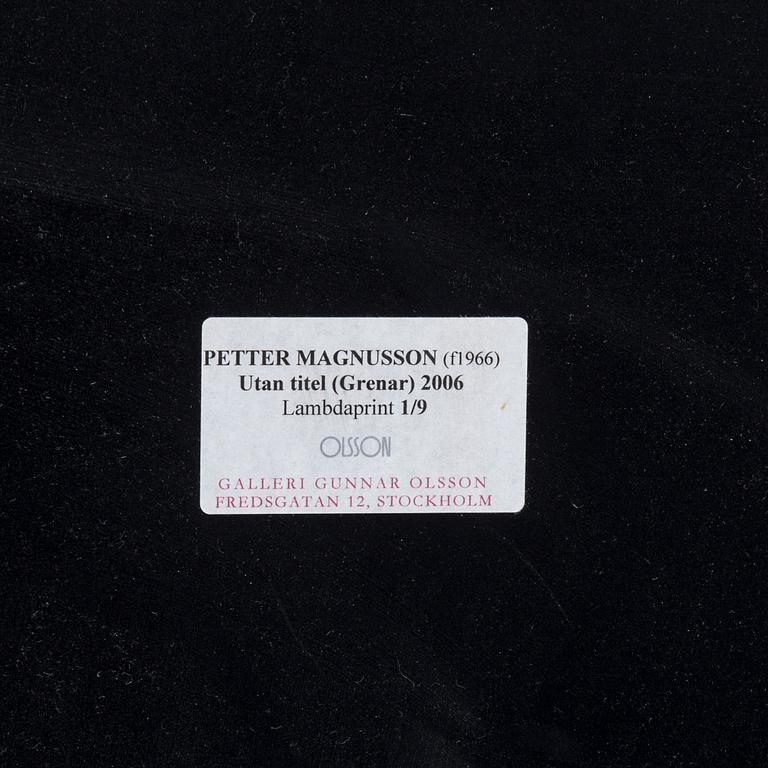 PETTER MAGNUSSON (f1966)
Utan titel (Grenar) 2006
Lambdaprint 1/9
OLSSON
GALLERI GUNNAR OLSSON
FREDSGATAN 12, STOCKHOLM